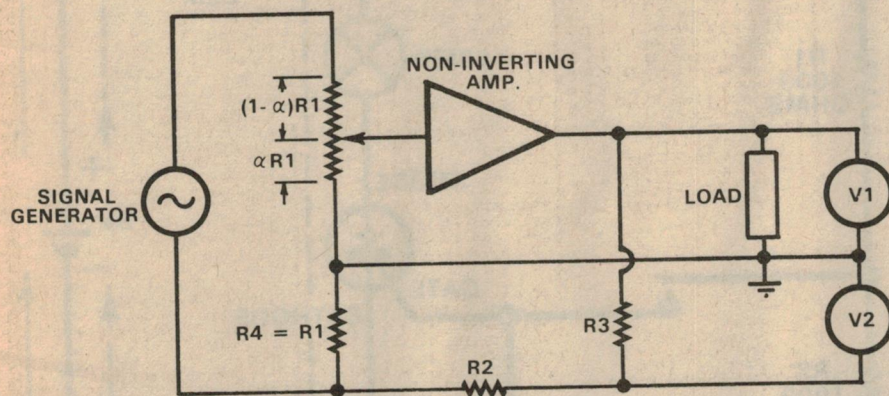 NON-INVERTING
AMP.
(1- α)R1
αR1
SIGNAL
GENERATOR
LOAD
V1
R4 = R1
R3
V2
R2